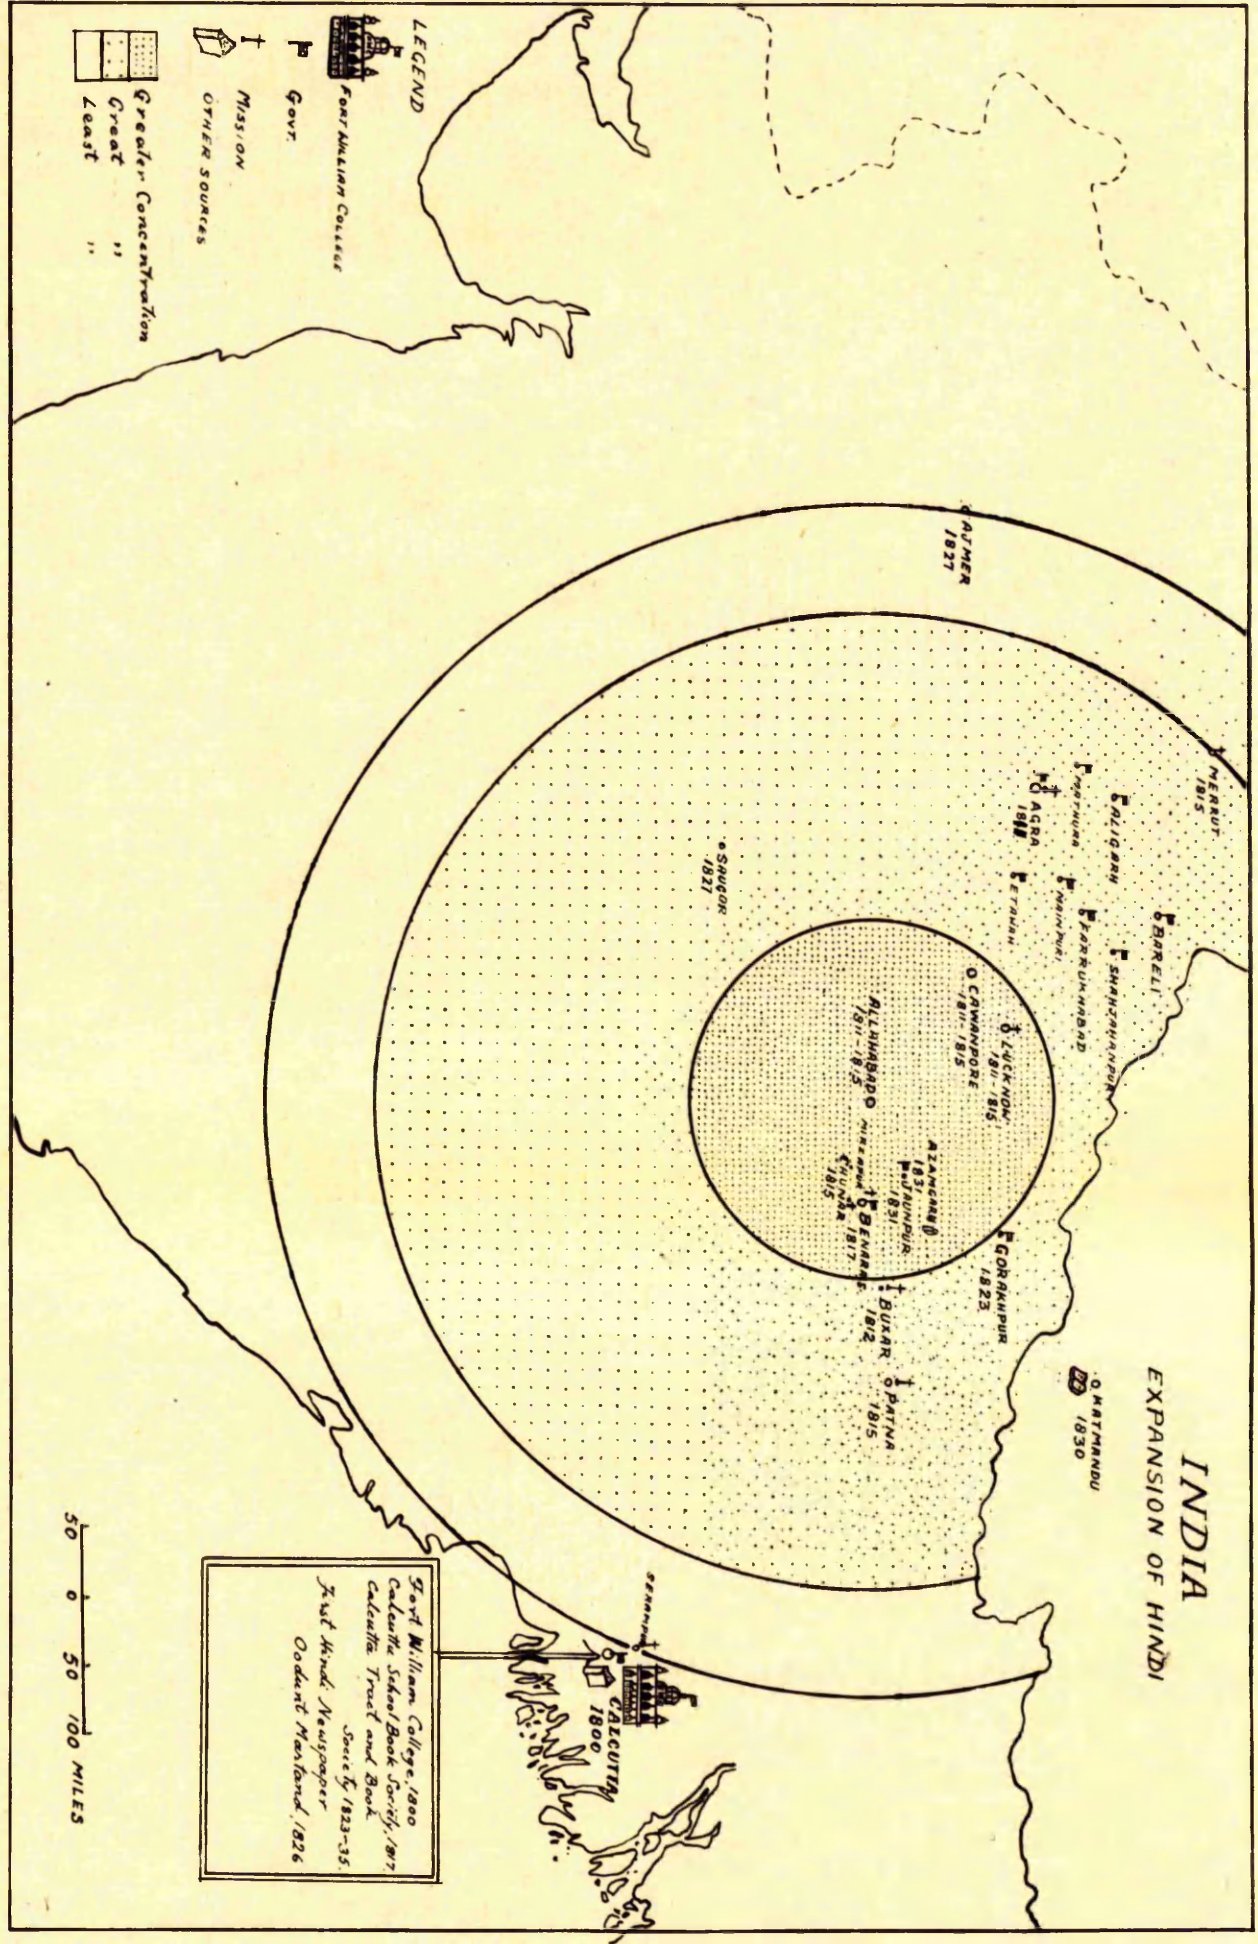 INDIA
EXPANSION OF HINDI
LEGEND
FORT WILLIAM COLLEGE
GOVT.
MISSION
OTHER SOURCES
Greater Concentration
Great "
Least "
AJMER
1827
MERRUT
1815
MATHURA
ALIGARH
AGRA
ETAWAH
MAINPURI
FARRUKHABAD
BARELI
SHAHJAHANPUR
SAUGOR
1827
CAWANPORE
1811-1815
LUCKNOW
1811-1815
ALLAHABAD
1811-1815
MIRZAPUR
AZAMGARH
1831
JAUNPUR
1831
CHUNAR
1815
BENARAS
1817
GORAKHPUR
1823
BUXAR
1812
PATNA
1815
KATMANDU
1830
SERAMPUR
CALCUTTA
1800
Fort William College, 1800
Calcutta School Book Society, 1817
Calcutta Tract and Book
Society, 1823-35.
First Hindi Newspaper
Oodunt Martand, 1826
50 0 50 100 MILES